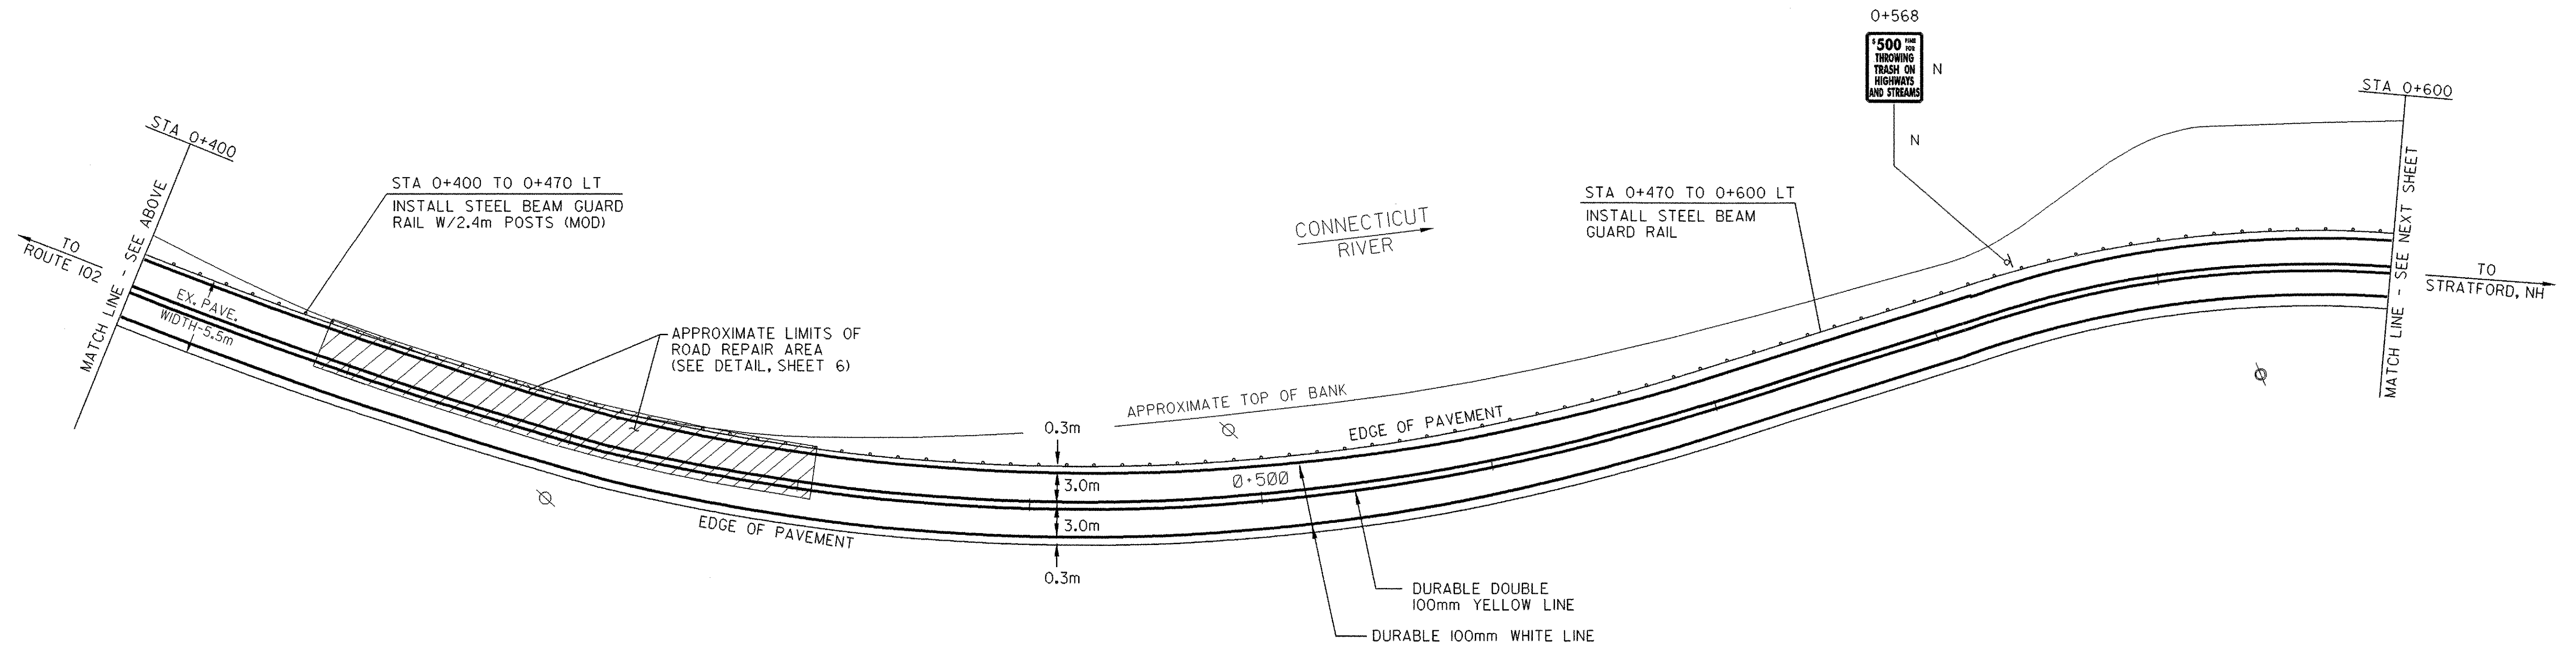 STA 0+400
MATCH LINE - SEE ABOVE
TO
ROUTE 102
STA 0+400 TO 0+470 LT
INSTALL STEEL BEAM GUARD
RAIL W/2.4m POSTS (MOD)
EX. PAVE.
WIDTH-5.5m
APPROXIMATE LIMITS OF
ROAD REPAIR AREA
(SEE DETAIL, SHEET 6)
EDGE OF PAVEMENT
0.3m
3.0m
3.0m
0.3m
CONNECTICUT
RIVER
APPROXIMATE TOP OF BANK
EDGE OF PAVEMENT
0+500
DURABLE DOUBLE
100mm YELLOW LINE
DURABLE 100mm WHITE LINE
STA 0+470 TO 0+600 LT
INSTALL STEEL BEAM
GUARD RAIL
0+568
$500 FINE FOR
THROWING
TRASH ON
HIGHWAYS
AND STREAMS
N
N
STA 0+600
MATCH LINE - SEE NEXT SHEET
TO
STRATFORD, NH